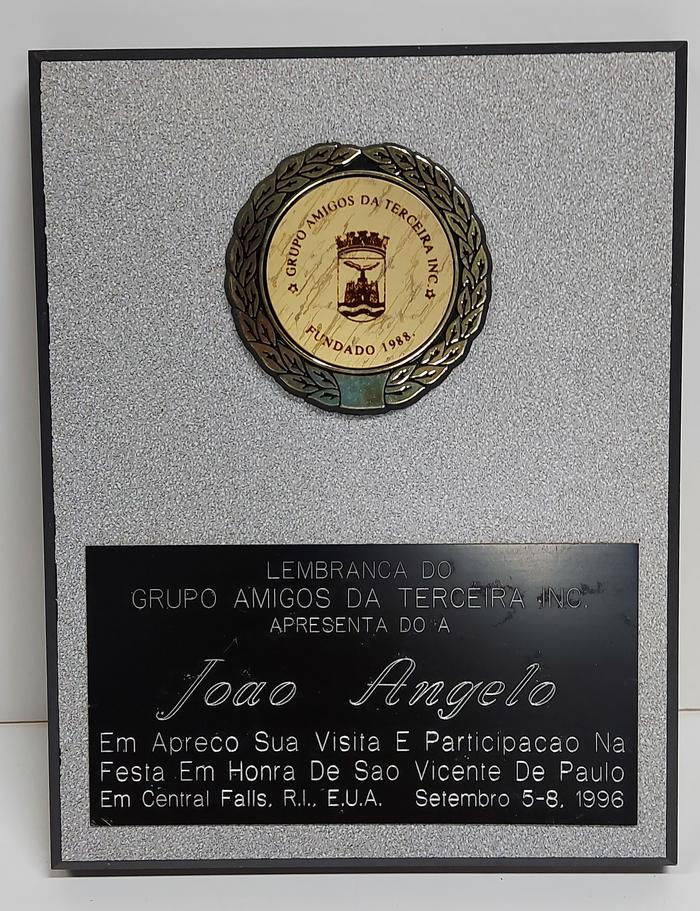 GRUPO AMIGOS DA TERCEIRA INC.
FUNDADO 1988.
LEMBRANCA DO
GRUPO AMIGOS DA TERCEIRA INC.
APRESENTA DO A
Joao Angelo
Em Apreco Sua Visita E Participacao Na
Festa Em Honra De Sao Vicente De Paulo
Em Central Falls, R.I., E.U.A. Setembro 5-8, 1996